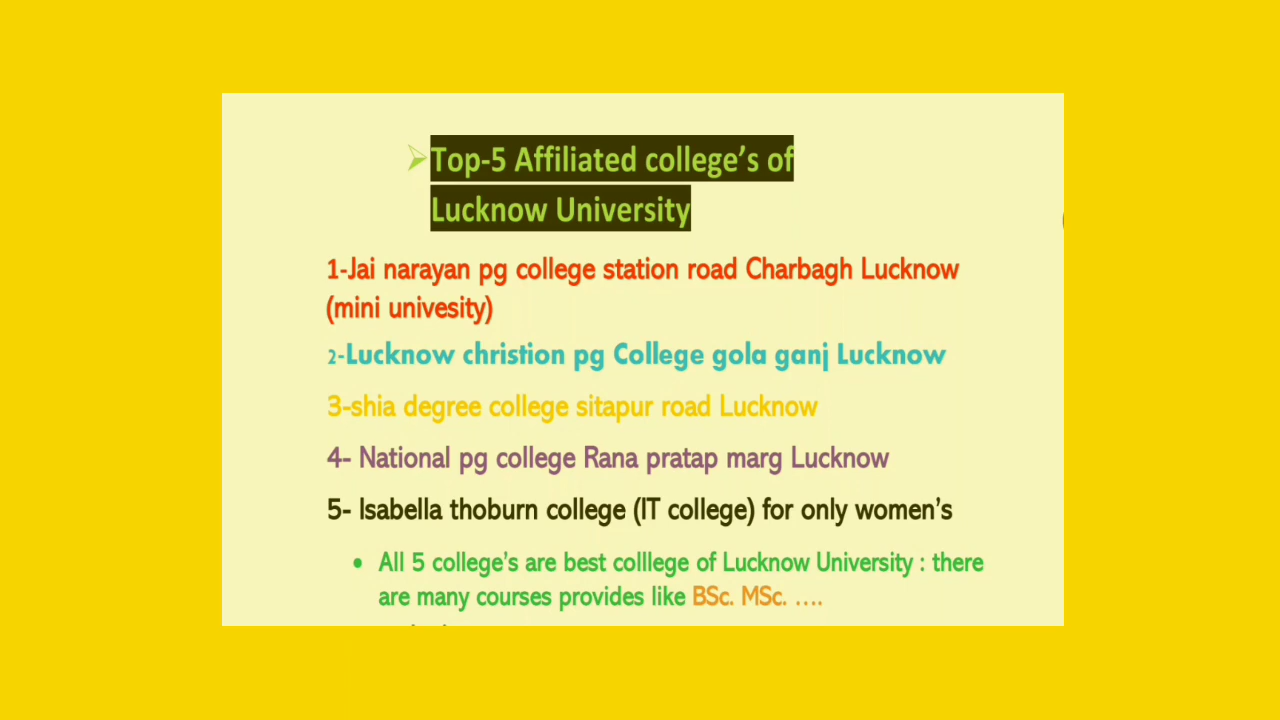 Top-5 Affiliated college’s of
Lucknow University
1-Jai narayan pg college station road Charbagh Lucknow
(mini univesity)
2-Lucknow christion pg College gola ganj Lucknow
3-shia degree college sitapur road Lucknow
4- National pg college Rana pratap marg Lucknow
5- Isabella thoburn college (IT college) for only women’s
• All 5 college’s are best colllege of Lucknow University : there
are many courses provides like BSc. MSc. ....